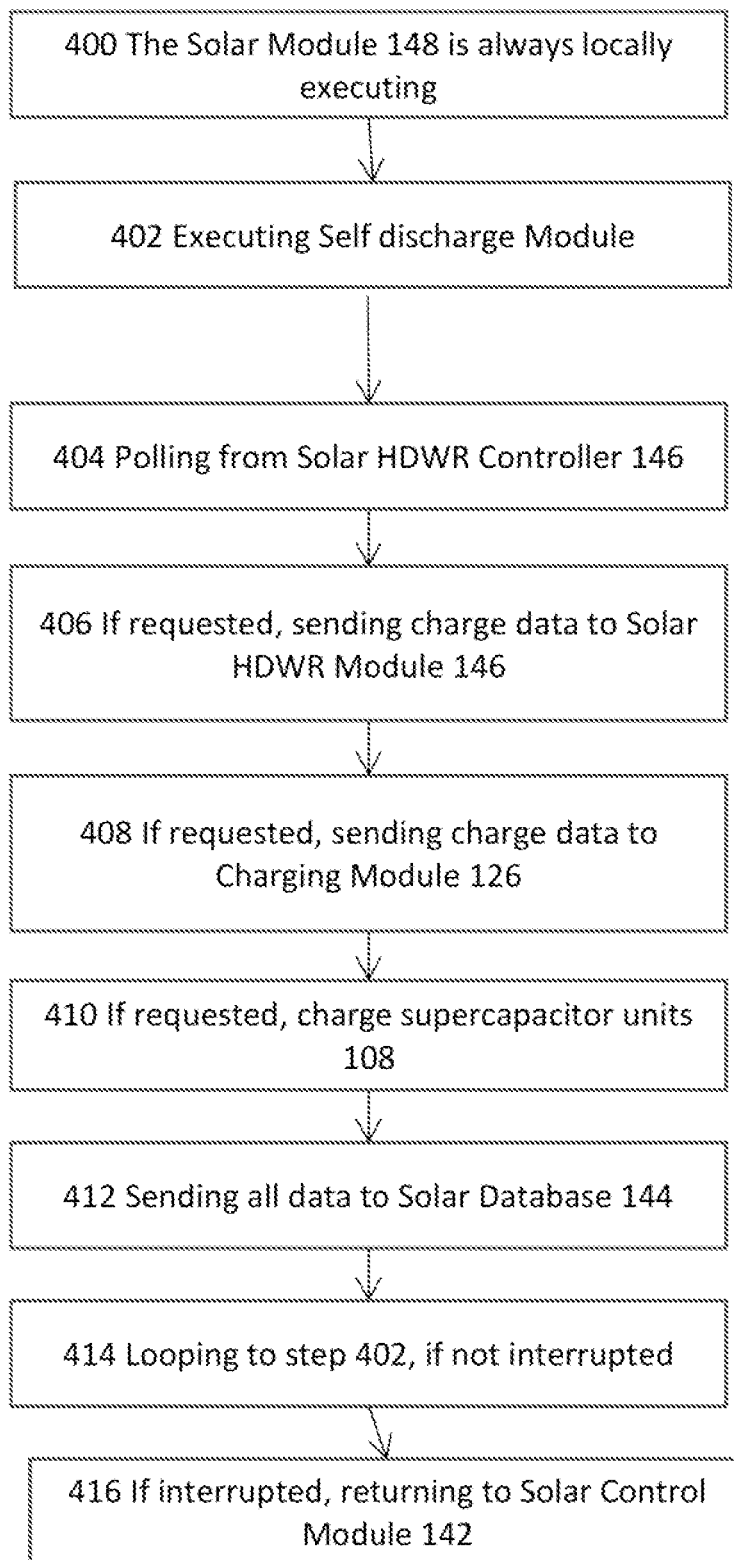 400 The Solar Module 148 is always locally
executing
402 Executing Self discharge Module
404 Polling from Solar HDWR Controller 146
406 If requested, sending charge data to Solar
HDWR Module 146
408 If requested, sending charge data to
Charging Module 126
410 If requested, charge supercapacitor units
108
412 Sending all data to Solar Database 144
414 Looping to step 402, if not interrupted
416 If interrupted, returning to Solar Control
Module 142